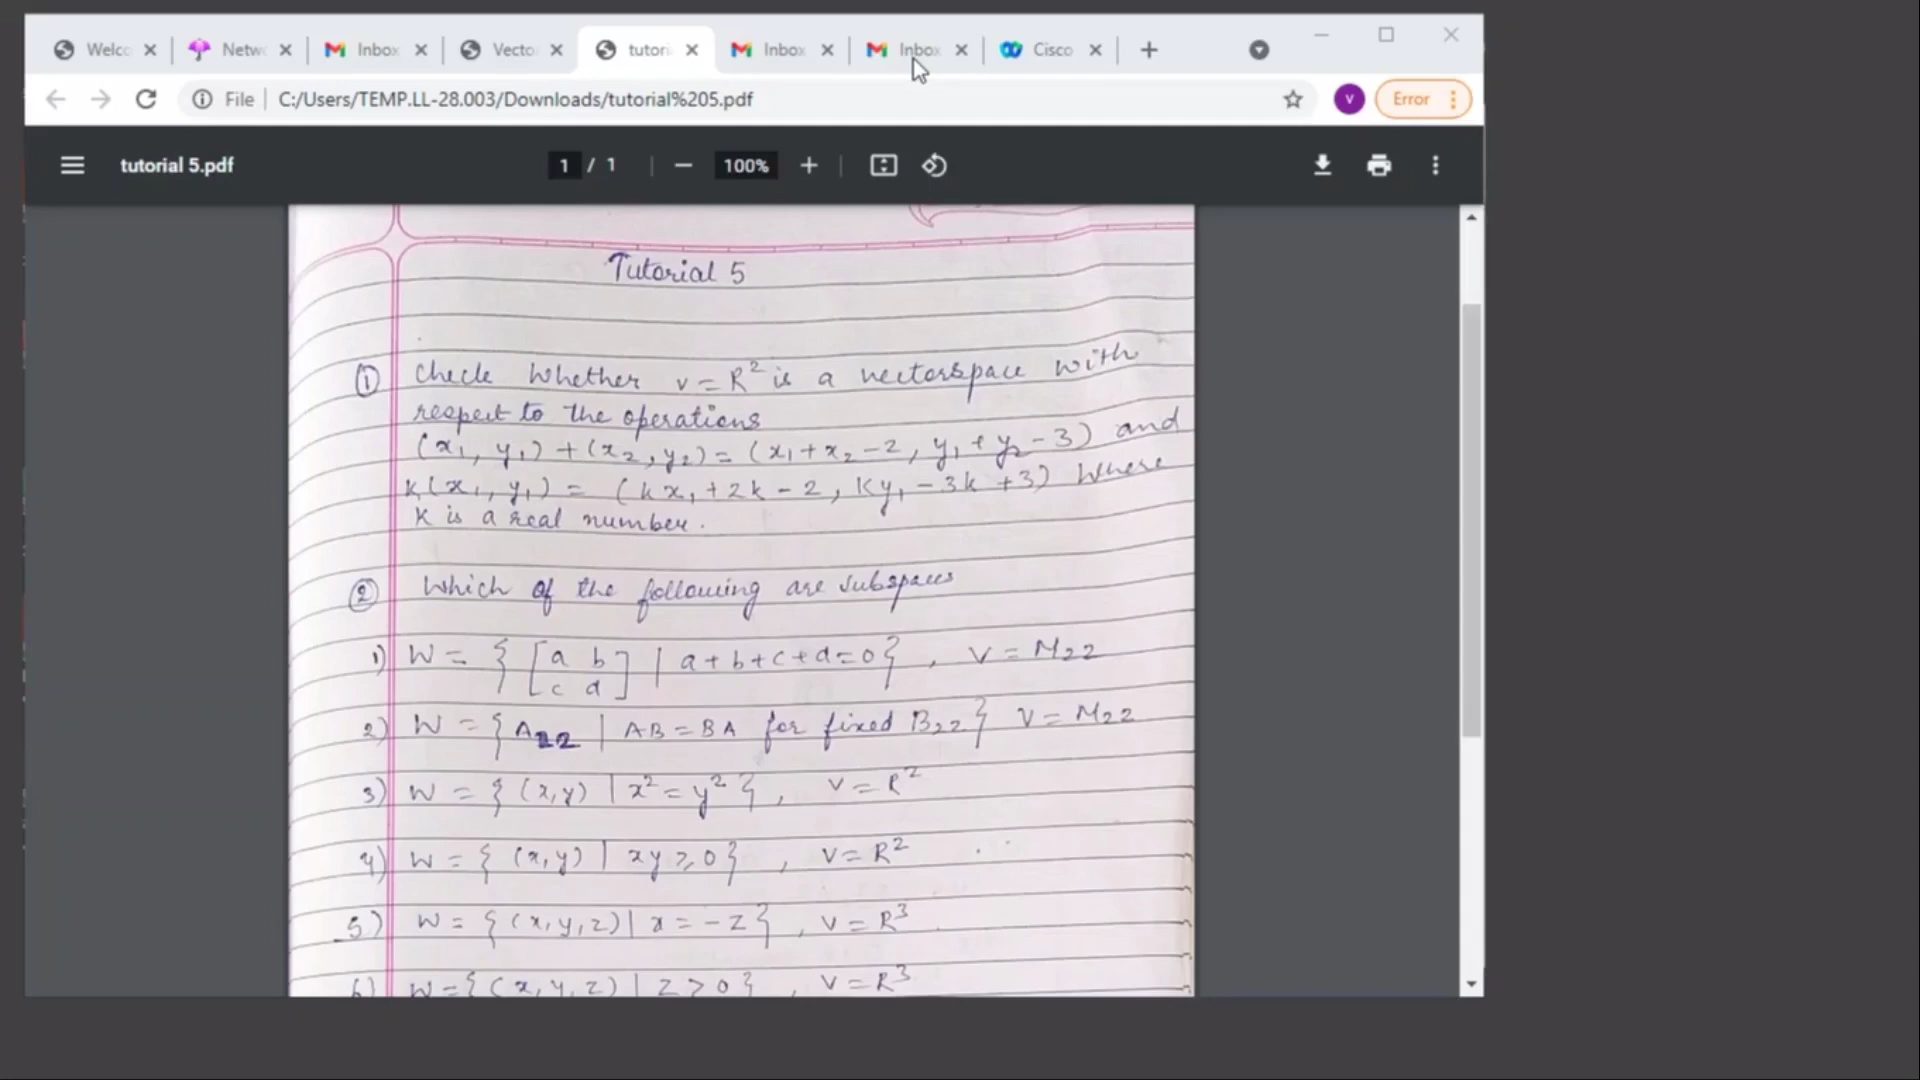 Welco
Netwo
Inbox
Vecto
tutori
Inbox
Inbox
Cisco
File
C:/Users/TEMP.LL-28.003/Downloads/tutorial%205.pdf
v
Error
tutorial 5.pdf
1 / 1
100%
Tutorial 5
① Check Whether v = R² is a vectorspace with
respect to the operations
(x₁, y₁) + (x₂, y₂) = (x₁ + x₂ - 2, y₁ + y₂ - 3) and
k(x₁, y₁) = (kx₁ + 2k - 2, ky₁ - 3k + 3) Where
K is a real number.
② Which of the following are subspaces
1) W = { [a b | a+b+c+d=0} , V = M22
c d]
2) W = { A22 | AB = BA for fixed B22 } V = M22
3) W = { (x,y) | x² = y² } , V = R²
4) W = { (x,y) | xy ≥ 0 } , V = R²
5) W = { (x,y,z) | x = -z } , V = R³
6) W = { (x,y,z) | z > 0 } , V = R³